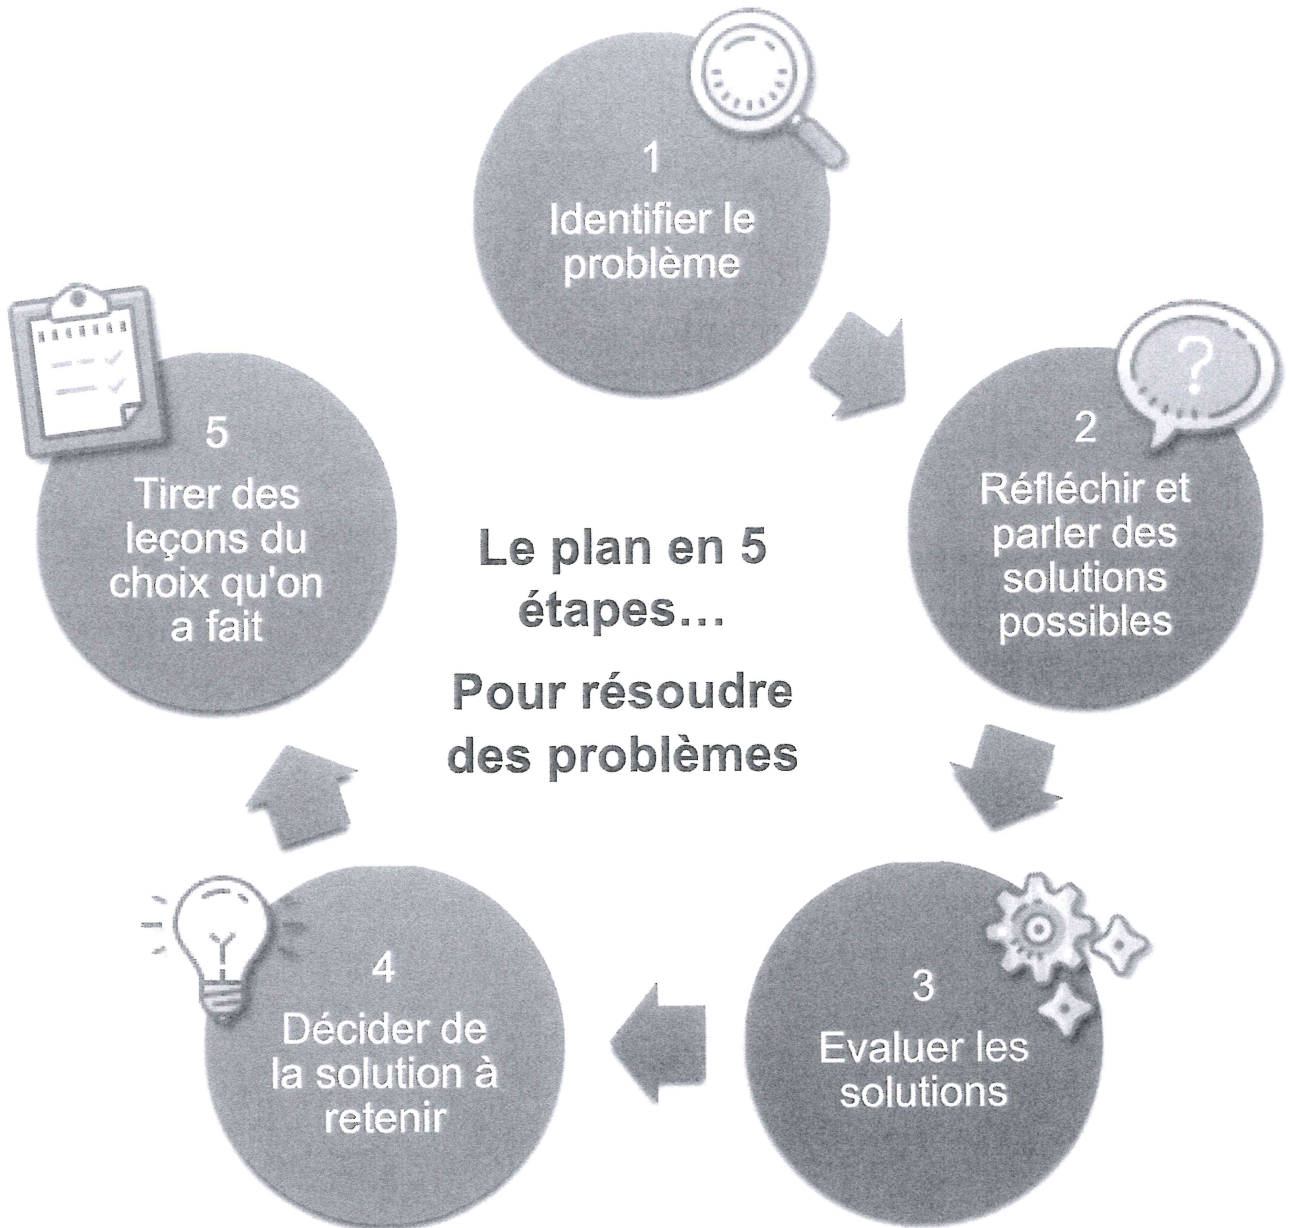 1
Identifier le
problème
2
Réfléchir et
parler des
solutions
possibles
3
Evaluer les
solutions
4
Décider de
la solution à
retenir
5
Tirer des
leçons du
choix qu'on
a fait
Le plan en 5
étapes...
Pour résoudre
des problèmes
?